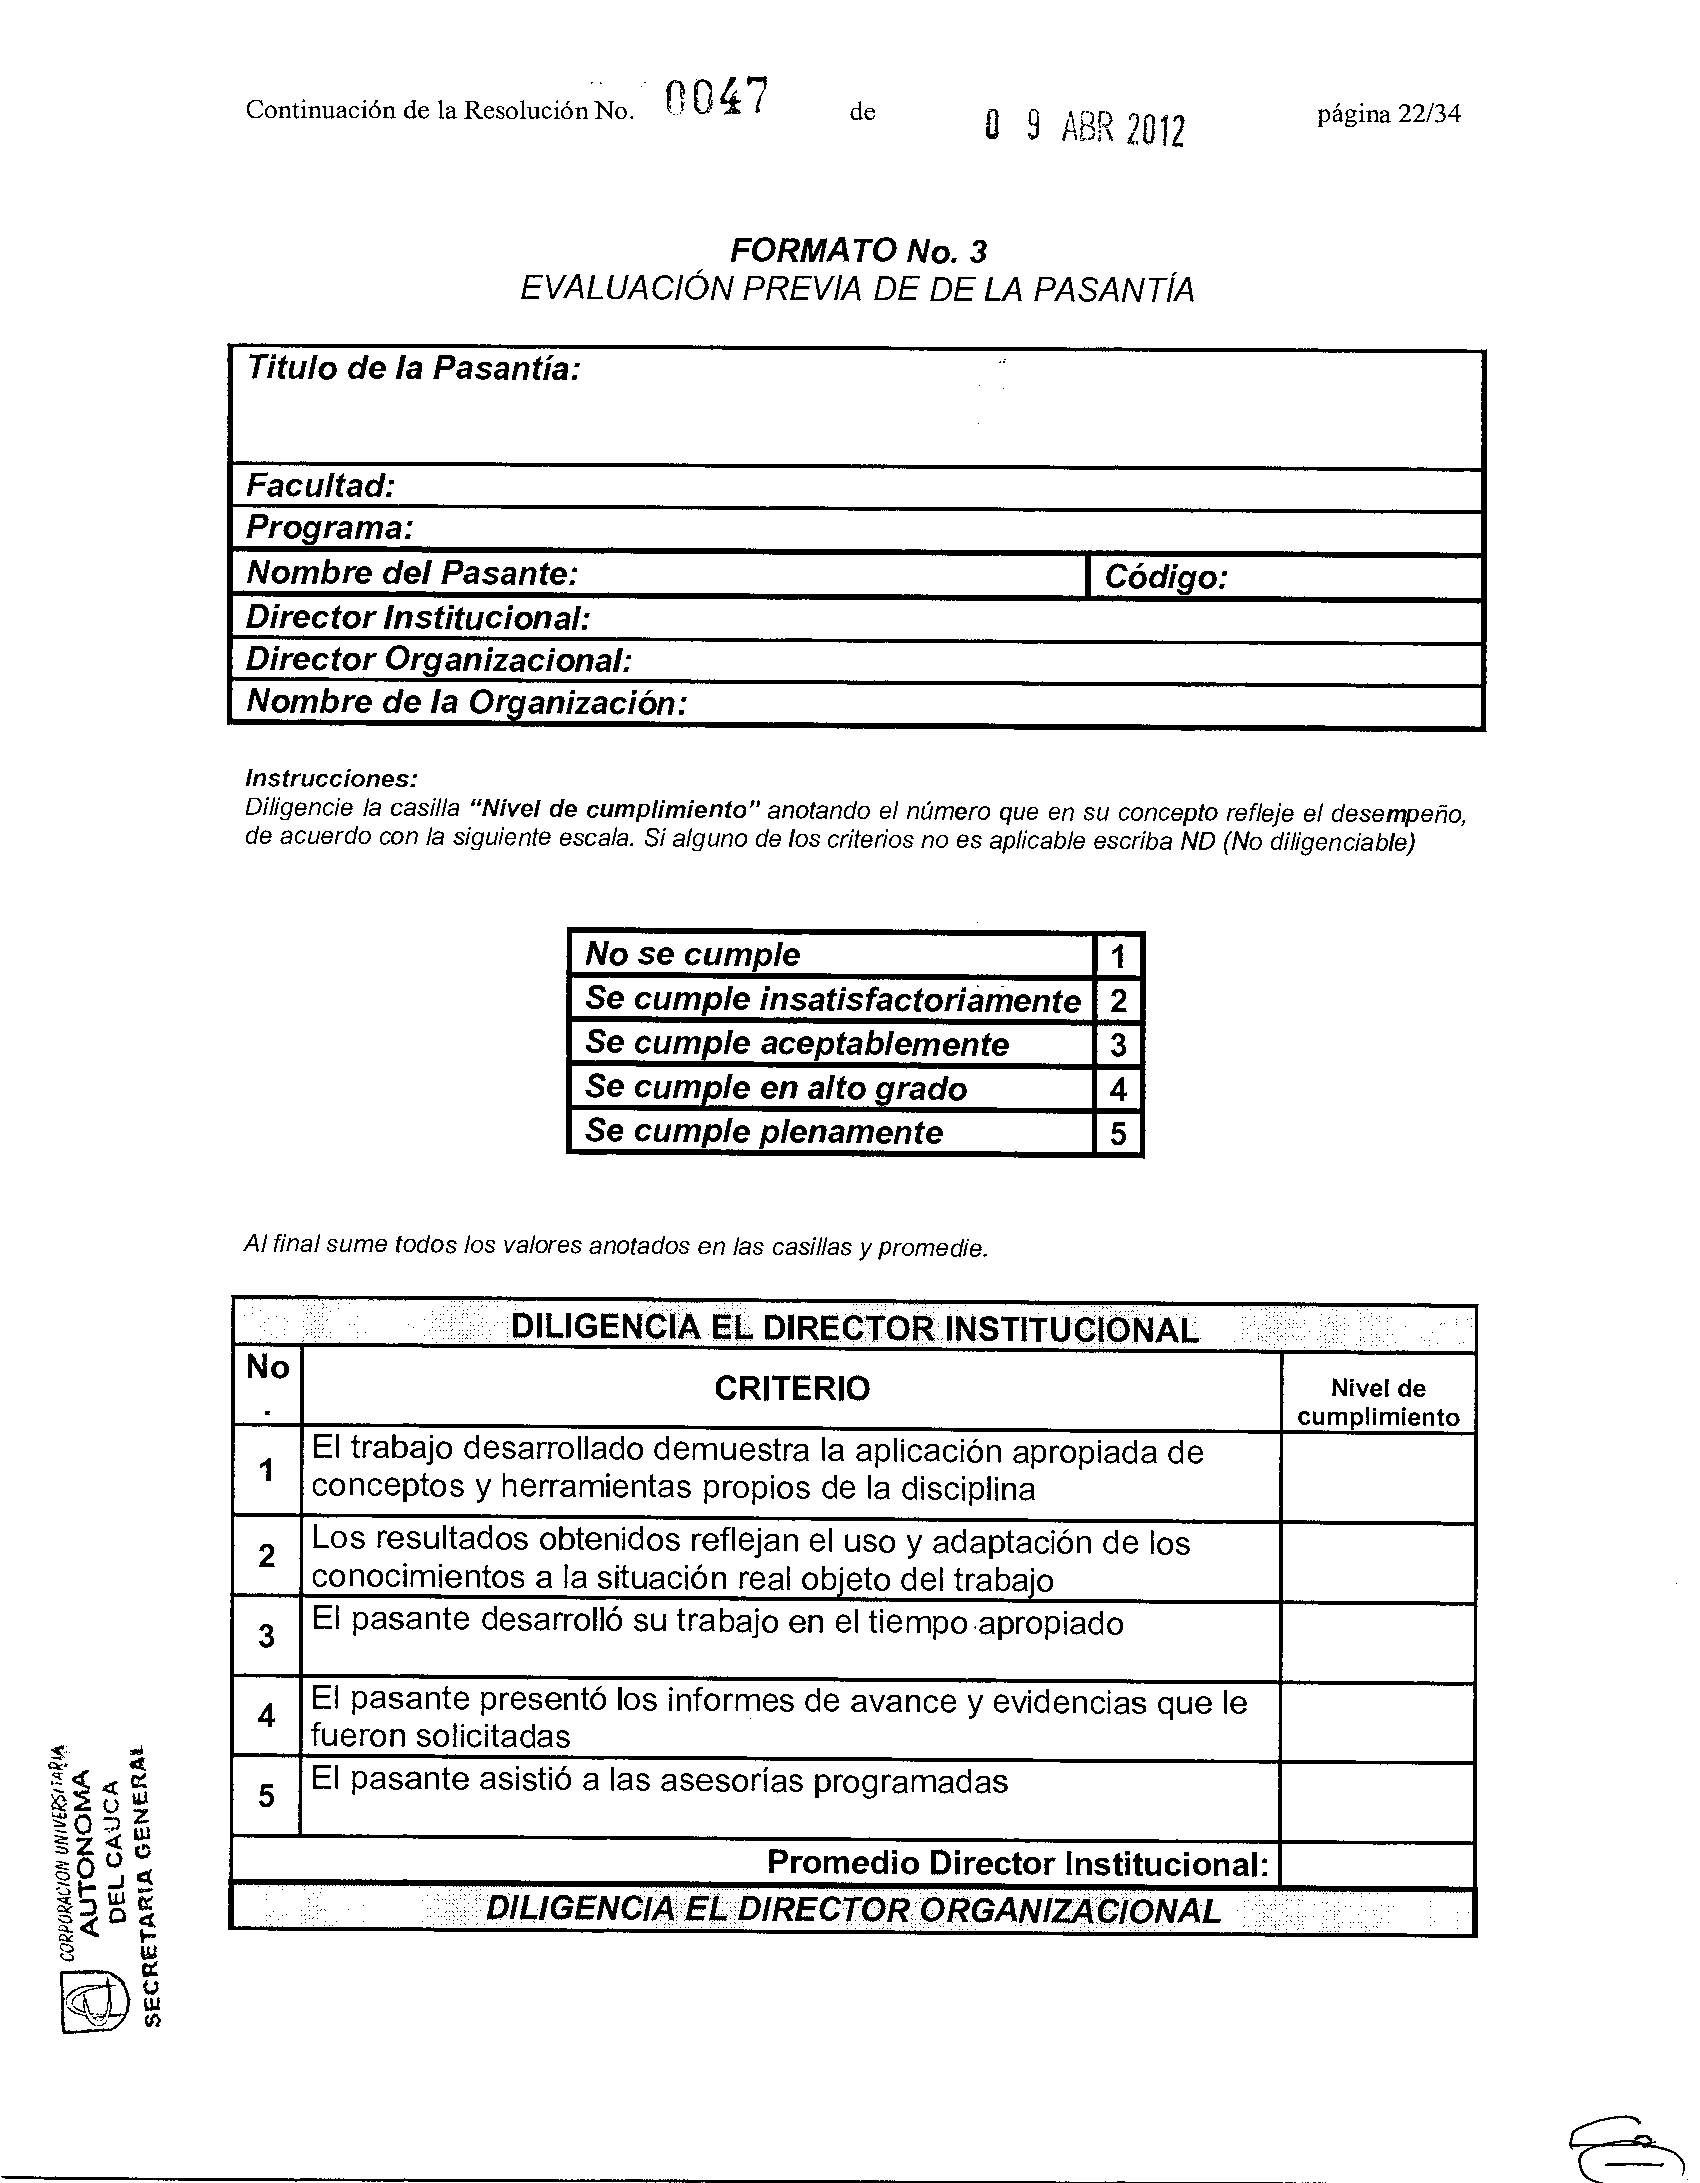 Continuación de la Resolución No. 0047 de 09 ABR 2012 página 22/34
FORMATO No. 3
EVALUACIÓN PREVIA DE DE LA PASANTÍA
Titulo de la Pasantía:
Facultad:
Programa:
Nombre del Pasante: Código:
Director Institucional:
Director Organizacional:
Nombre de la Organización:
Instrucciones:
Diligencie la casilla “Nivel de cumplimiento” anotando el número que en su concepto refleje el desempeño,
de acuerdo con la siguiente escala. Si alguno de los criterios no es aplicable escriba ND (No diligenciable)
No se cumple 1
Se cumple insatisfactoriamente 2
Se cumple aceptablemente 3
Se cumple en alto grado 4
Se cumple plenamente 5
Al final sume todos los valores anotados en las casillas y promedie.
DILIGENCIA EL DIRECTOR INSTITUCIONAL
No
.
CRITERIO
Nivel de
cumplimiento
1
El trabajo desarrollado demuestra la aplicación apropiada de
conceptos y herramientas propios de la disciplina
2
Los resultados obtenidos reflejan el uso y adaptación de los
conocimientos a la situación real objeto del trabajo
3
El pasante desarrolló su trabajo en el tiempo apropiado
4
El pasante presentó los informes de avance y evidencias que le
fueron solicitadas
5
El pasante asistió a las asesorías programadas
Promedio Director Institucional:
DILIGENCIA EL DIRECTOR ORGANIZACIONAL
CORPORACION UNIVERSITARIA
AUTONOMA
DEL CAUCA
SECRETARIA GENERAL